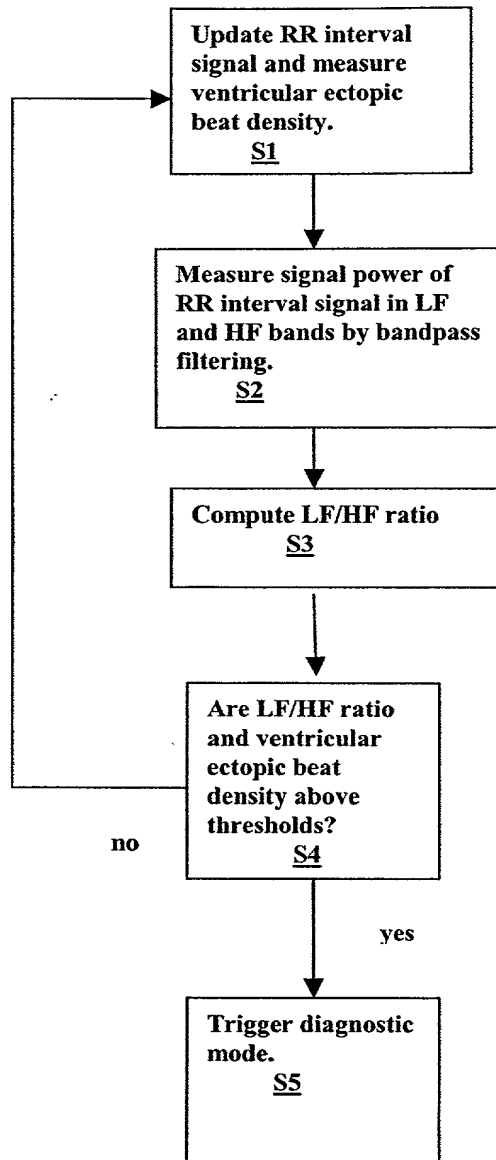 Update RR interval
signal and measure
ventricular ectopic
beat density.
S1
Measure signal power of
RR interval signal in LF
and HF bands by bandpass
filtering.
S2
Compute LF/HF ratio
S3
Are LF/HF ratio
and ventricular
ectopic beat
density above
thresholds?
S4
no
yes
Trigger diagnostic
mode.
S5